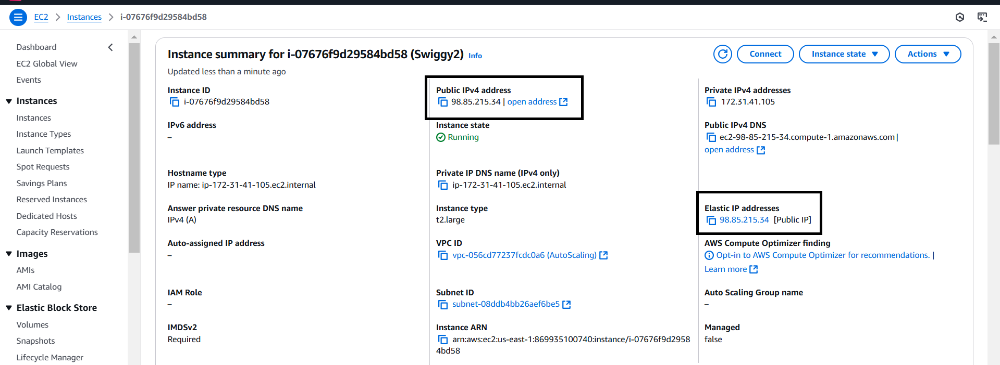 EC2 > Instances > i-07676f9d29584bd58
Dashboard
EC2 Global View
Events
Instances
Instances
Instance Types
Launch Templates
Spot Requests
Savings Plans
Reserved Instances
Dedicated Hosts
Capacity Reservations
Images
AMIs
AMI Catalog
Elastic Block Store
Volumes
Snapshots
Lifecycle Manager
Instance summary for i-07676f9d29584bd58 (Swiggy2) Info
Updated less than a minute ago
Connect
Instance state
Actions
Instance ID
i-07676f9d29584bd58
Public IPv4 address
98.85.215.34 | open address
Private IPv4 addresses
172.31.41.105
IPv6 address
–
Instance state
Running
Public IPv4 DNS
ec2-98-85-215-34.compute-1.amazonaws.com |
open address
Hostname type
IP name: ip-172-31-41-105.ec2.internal
Private IP DNS name (IPv4 only)
ip-172-31-41-105.ec2.internal
Answer private resource DNS name
IPv4 (A)
Instance type
t2.large
Elastic IP addresses
98.85.215.34 [Public IP]
Auto-assigned IP address
–
VPC ID
vpc-056cd77237fcdc0a6 (AutoScaling)
AWS Compute Optimizer finding
Opt-in to AWS Compute Optimizer for recommendations. |
Learn more
IAM Role
–
Subnet ID
subnet-08ddb4bb26aef6be5
Auto Scaling Group name
–
IMDSv2
Required
Instance ARN
arn:aws:ec2:us-east-1:869935100740:instance/i-07676f9d2958
4bd58
Managed
false